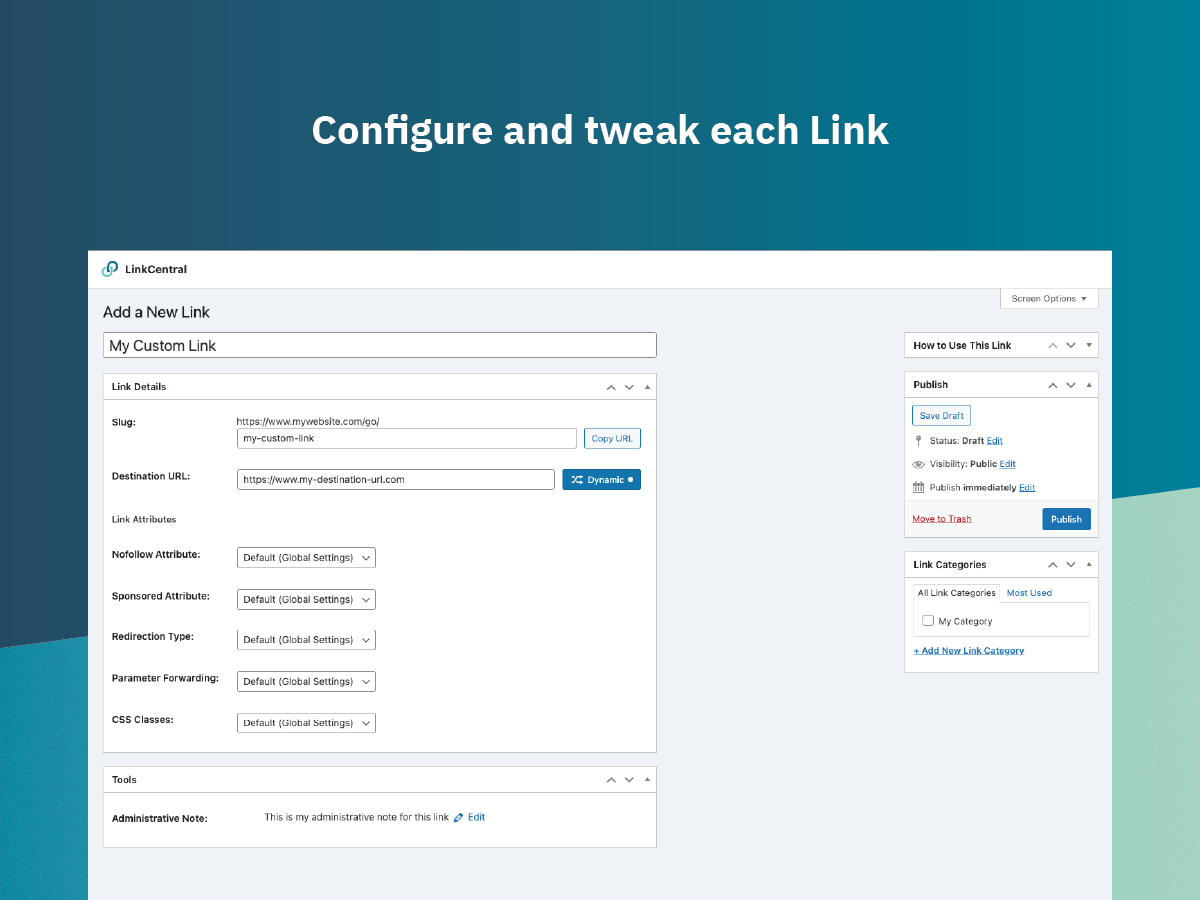 Configure and tweak each Link
LinkCentral
Screen Options
Add a New Link
My Custom Link
Link Details
Slug:
https://www.mywebsite.com/go/
my-custom-link
Copy URL
Destination URL:
https://www.my-destination-url.com
Dynamic
Link Attributes
Nofollow Attribute:
Default (Global Settings)
Sponsored Attribute:
Default (Global Settings)
Redirection Type:
Default (Global Settings)
Parameter Forwarding:
Default (Global Settings)
CSS Classes:
Default (Global Settings)
Tools
Administrative Note:
This is my administrative note for this link
Edit
How to Use This Link
Publish
Save Draft
Status: Draft Edit
Visibility: Public Edit
Publish immediately Edit
Move to Trash
Publish
Link Categories
All Link Categories
Most Used
My Category
+ Add New Link Category